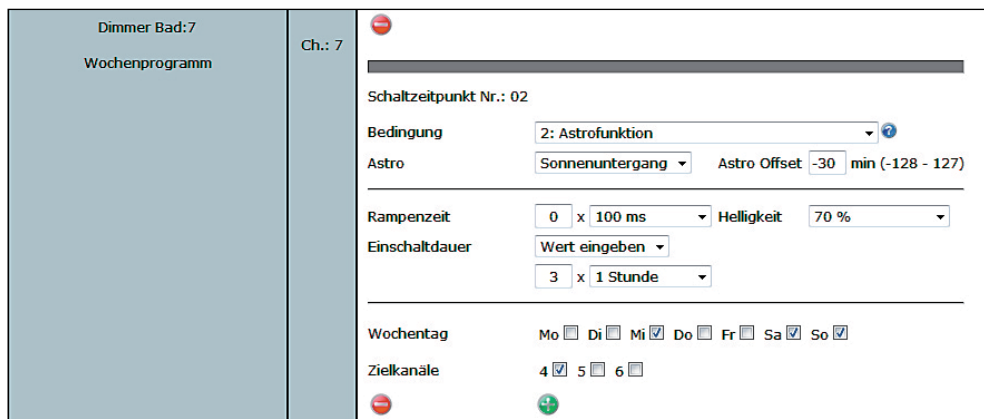 Dimmer Bad:7
Wochenprogramm
Ch.: 7
Schaltzeitpunkt Nr.: 02
Bedingung 2: Astrofunktion ?
Astro Sonnenuntergang Astro Offset -30 min (-128 - 127)
Rampenzeit 0 x 100 ms Helligkeit 70 %
Einschaltdauer Wert eingeben
3 x 1 Stunde
Wochentag Mo Di Mi Do Fr Sa So
Zielkanäle 4 5 6